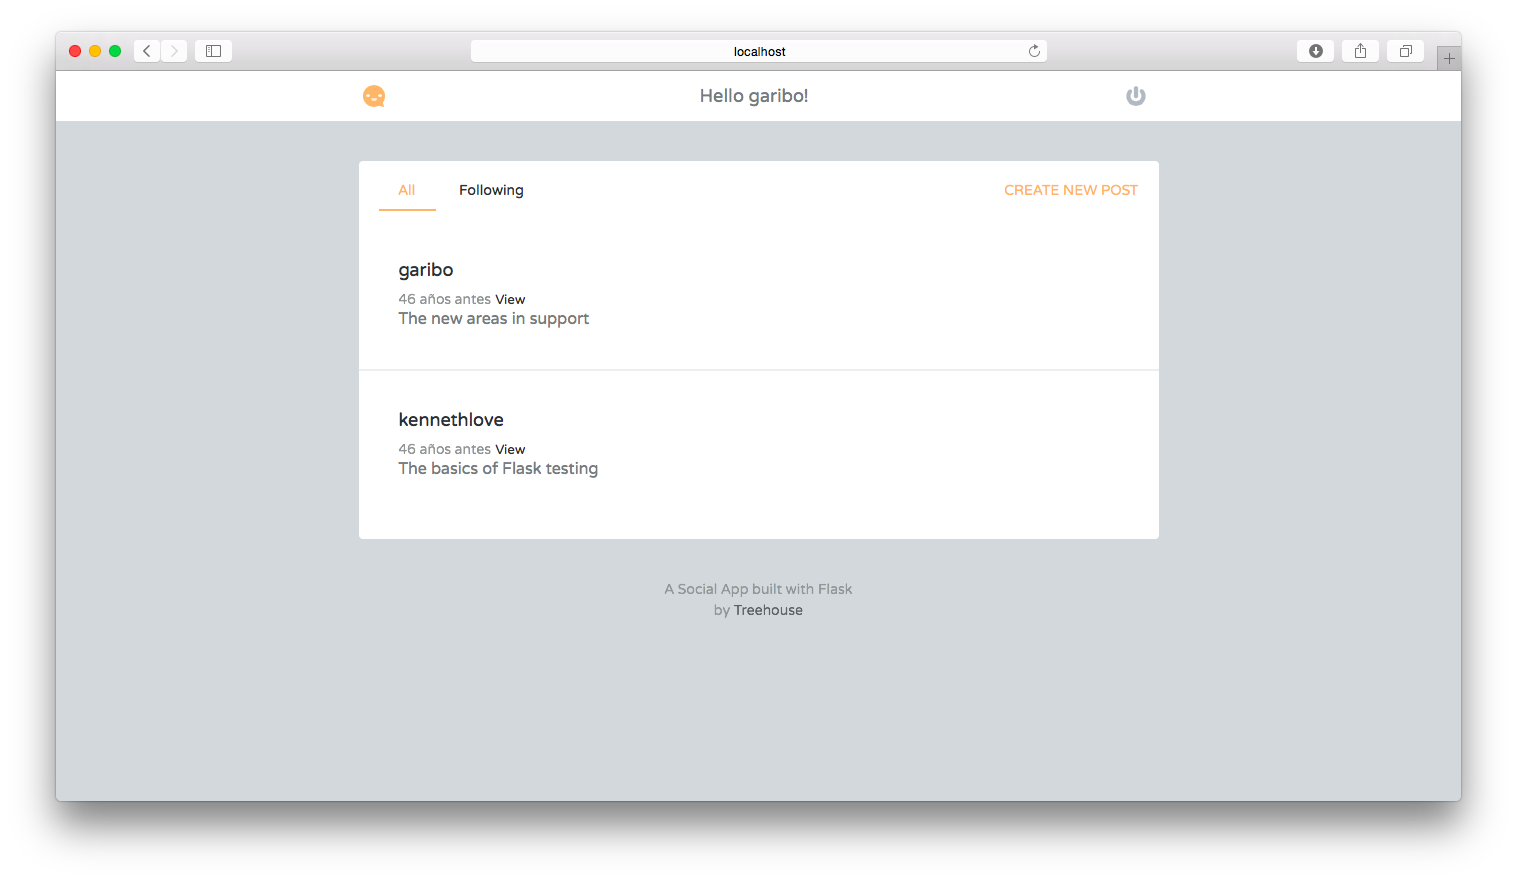 localhost
Hello garibo!
All Following CREATE NEW POST
garibo
46 años antes View
The new areas in support
kennethlove
46 años antes View
The basics of Flask testing
A Social App built with Flask
by Treehouse